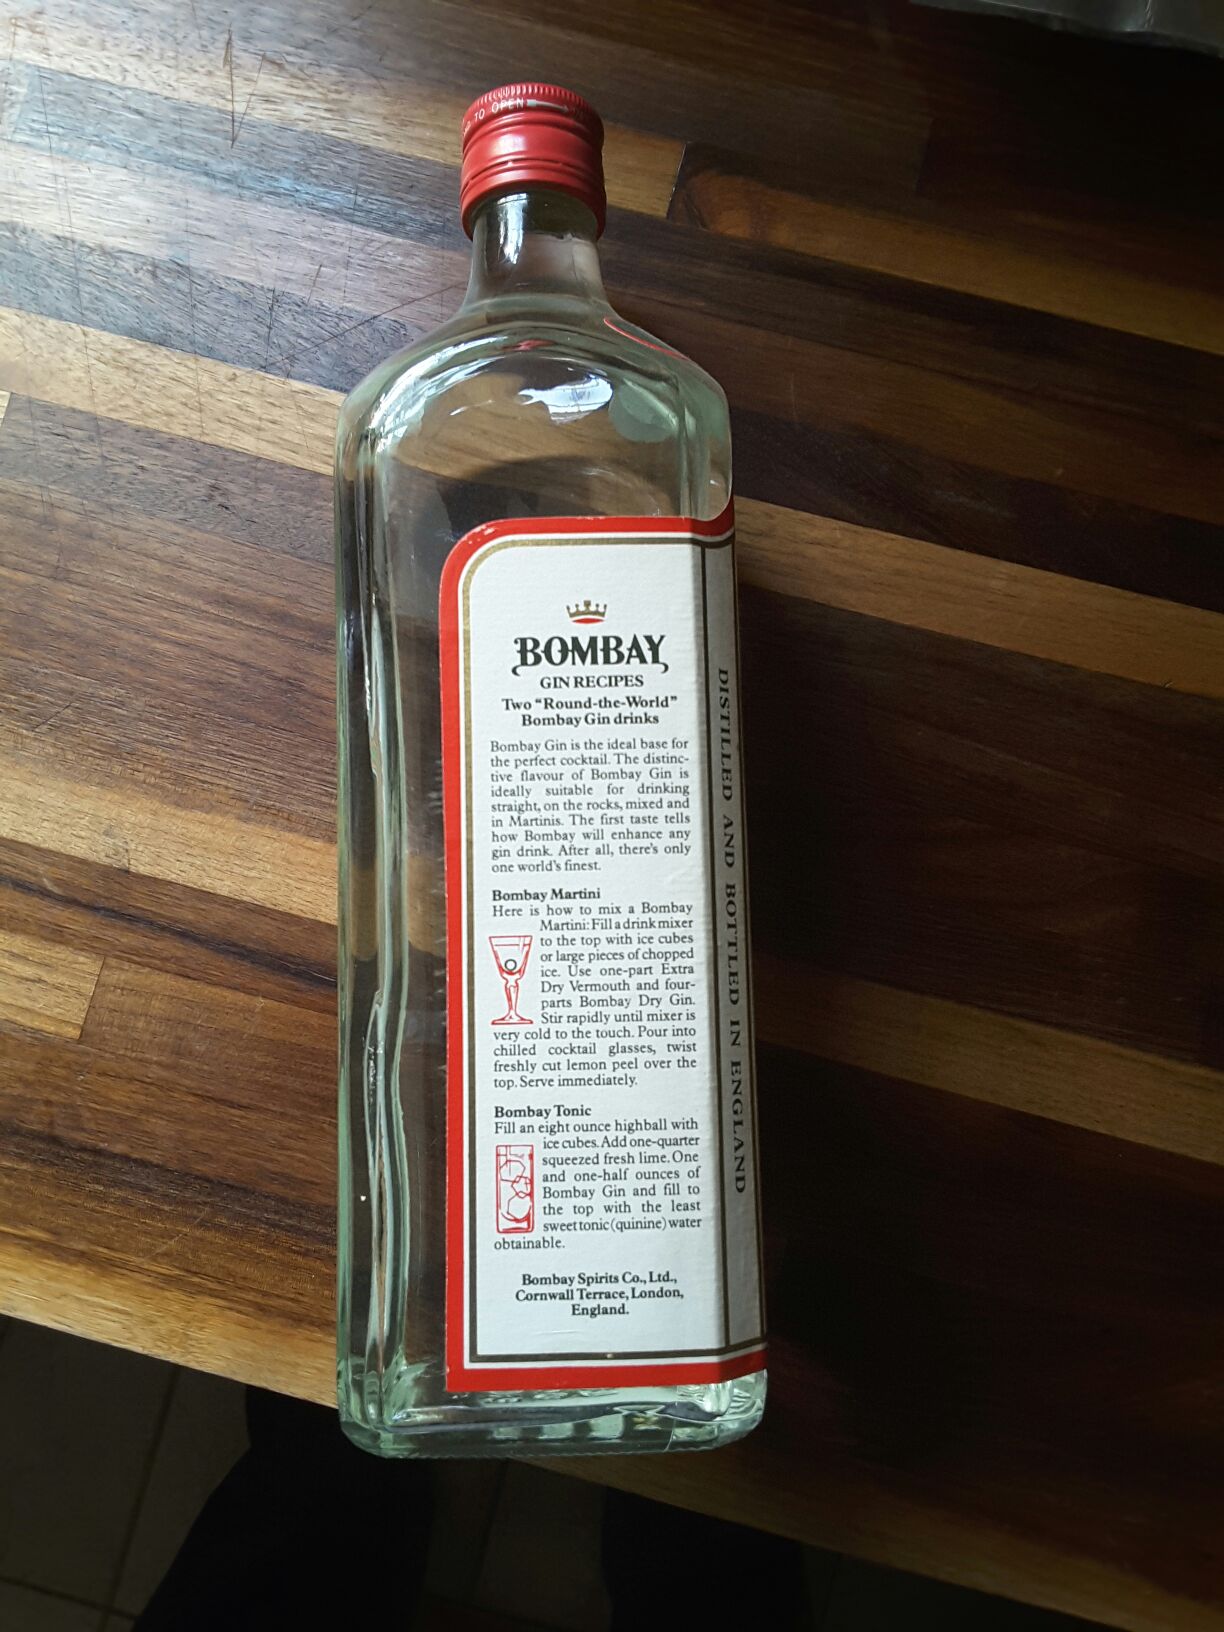 TO OPEN
BOMBAY
GIN RECIPES
Two “Round-the-World”
Bombay Gin drinks
Bombay Gin is the ideal base for
the perfect cocktail. The distinc-
tive flavour of Bombay Gin is
ideally suitable for drinking
straight, on the rocks, mixed and
in Martinis. The first taste tells
how Bombay will enhance any
gin drink. After all, there's only
one world's finest.
Bombay Martini
Here is how to mix a Bombay
Martini: Fill a drink mixer
to the top with ice cubes
or large pieces of chopped
ice. Use one-part Extra
Dry Vermouth and four-
parts Bombay Dry Gin.
Stir rapidly until mixer is
very cold to the touch. Pour into
chilled cocktail glasses, twist
freshly cut lemon peel over the
top. Serve immediately.
Bombay Tonic
Fill an eight ounce highball with
ice cubes. Add one-quarter
squeezed fresh lime. One
and one-half ounces of
Bombay Gin and fill to
the top with the least
sweet tonic (quinine) water
obtainable.
Bombay Spirits Co., Ltd.,
Cornwall Terrace, London,
England.
DISTILLED AND BOTTLED IN ENGLAND